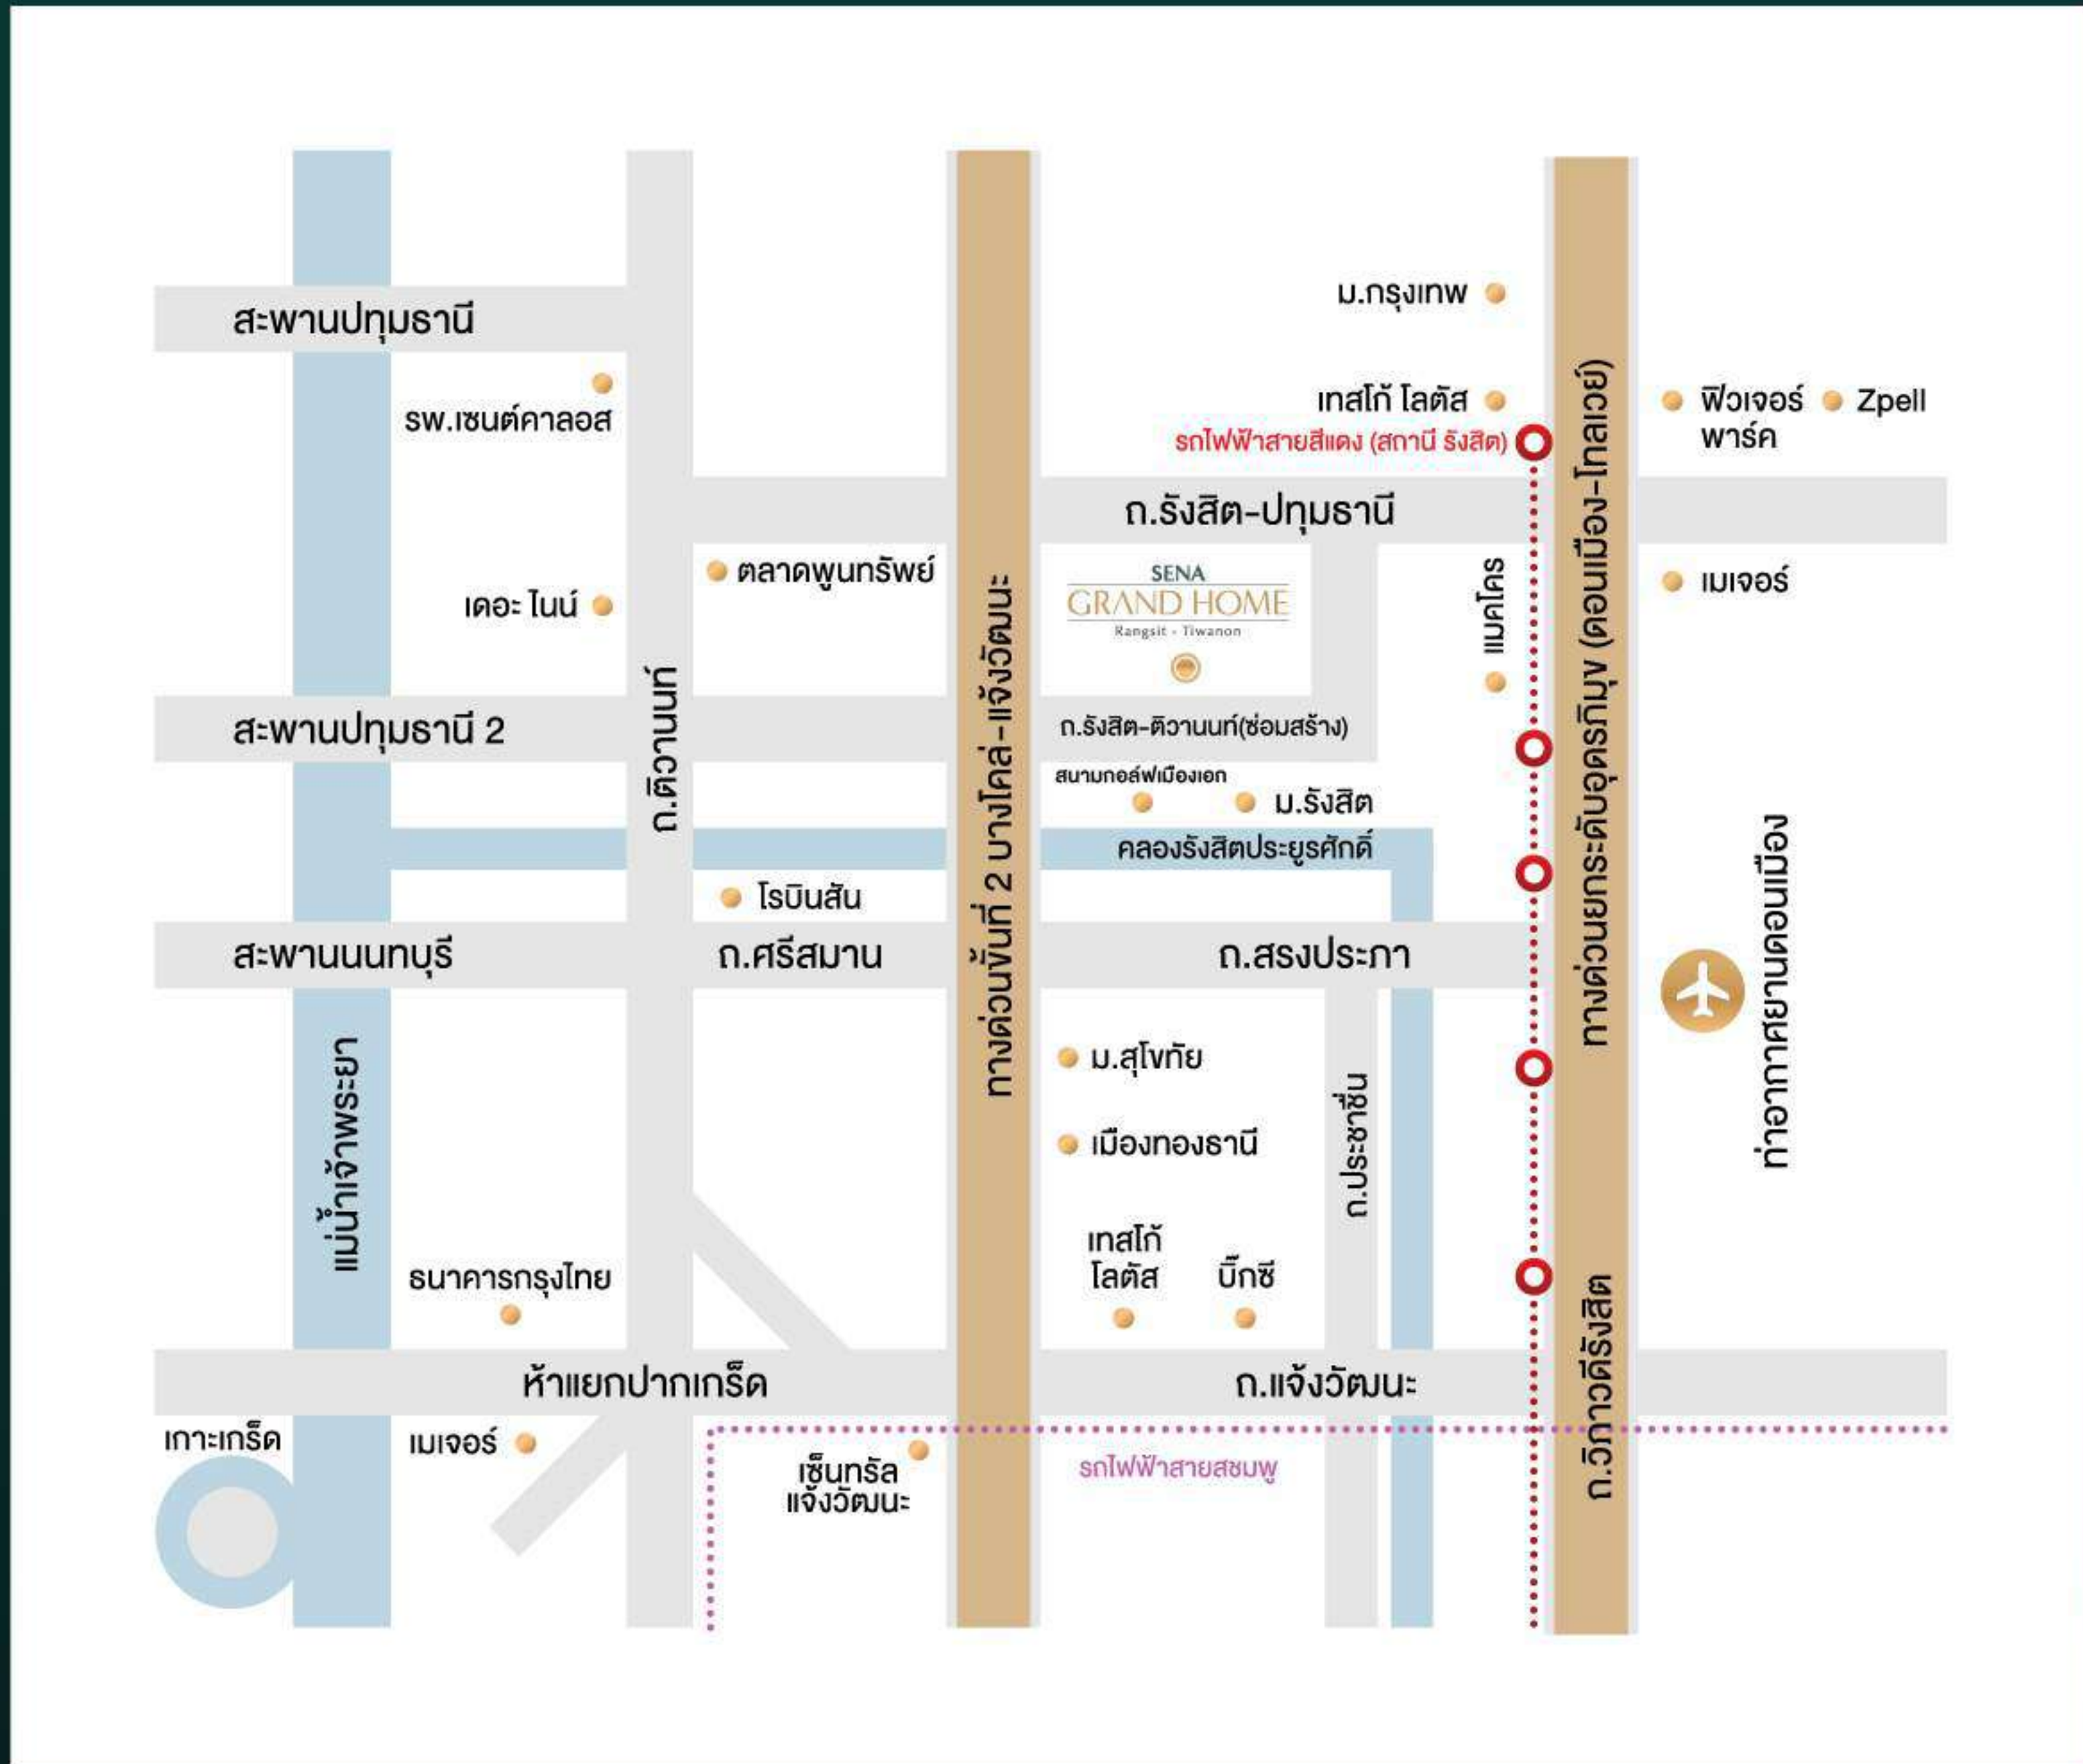 ม.กรุงเทพ
สะพานปทุมธานี
เทสโก้ โลตัส
ฟิวเจอร์
พาร์ค
Zpell
รพ.เซนต์คาลอส
รถไฟฟ้าสายสีแดง (สถานี รังสิต)
ถ.รังสิต-ปทุมธานี
ตลาดพูนทรัพย์
SENA
GRAND HOME
Rangsit - Tiwanon
แมคโคร
เมเจอร์
เดอะ ไนน์
สะพานปทุมธานี 2
ถ.ติวานนท์
ทางด่วนขั้นที่ 2 บางโคล่-แจ้งวัฒนะ
ถ.รังสิต-ติวานนท์(ซ่อมสร้าง)
ทางด่วนยกระดับอุตราภิมุข (ดอนเมือง-โทลเวย์)
สนามกอล์ฟเมืองเอก
ม.รังสิต
คลองรังสิตประยูรศักดิ์
โรบินสัน
สะพานนนทบุรี
ถ.ศรีสมาน
ถ.สรงประภา
ท่าอากาศยานดอนเมือง
แม่น้ำเจ้าพระยา
ม.สุโขทัย
เมืองทองธานี
ถ.ประชาชื่น
เทสโก้
โลตัส
บิ๊กซี
ธนาคารกรุงไทย
ห้าแยกปากเกร็ด
ถ.แจ้งวัฒนะ
ถ.วิภาวดีรังสิต
เกาะเกร็ด
เมเจอร์
เซ็นทรัล
แจ้งวัฒนะ
รถไฟฟ้าสายสชมพู